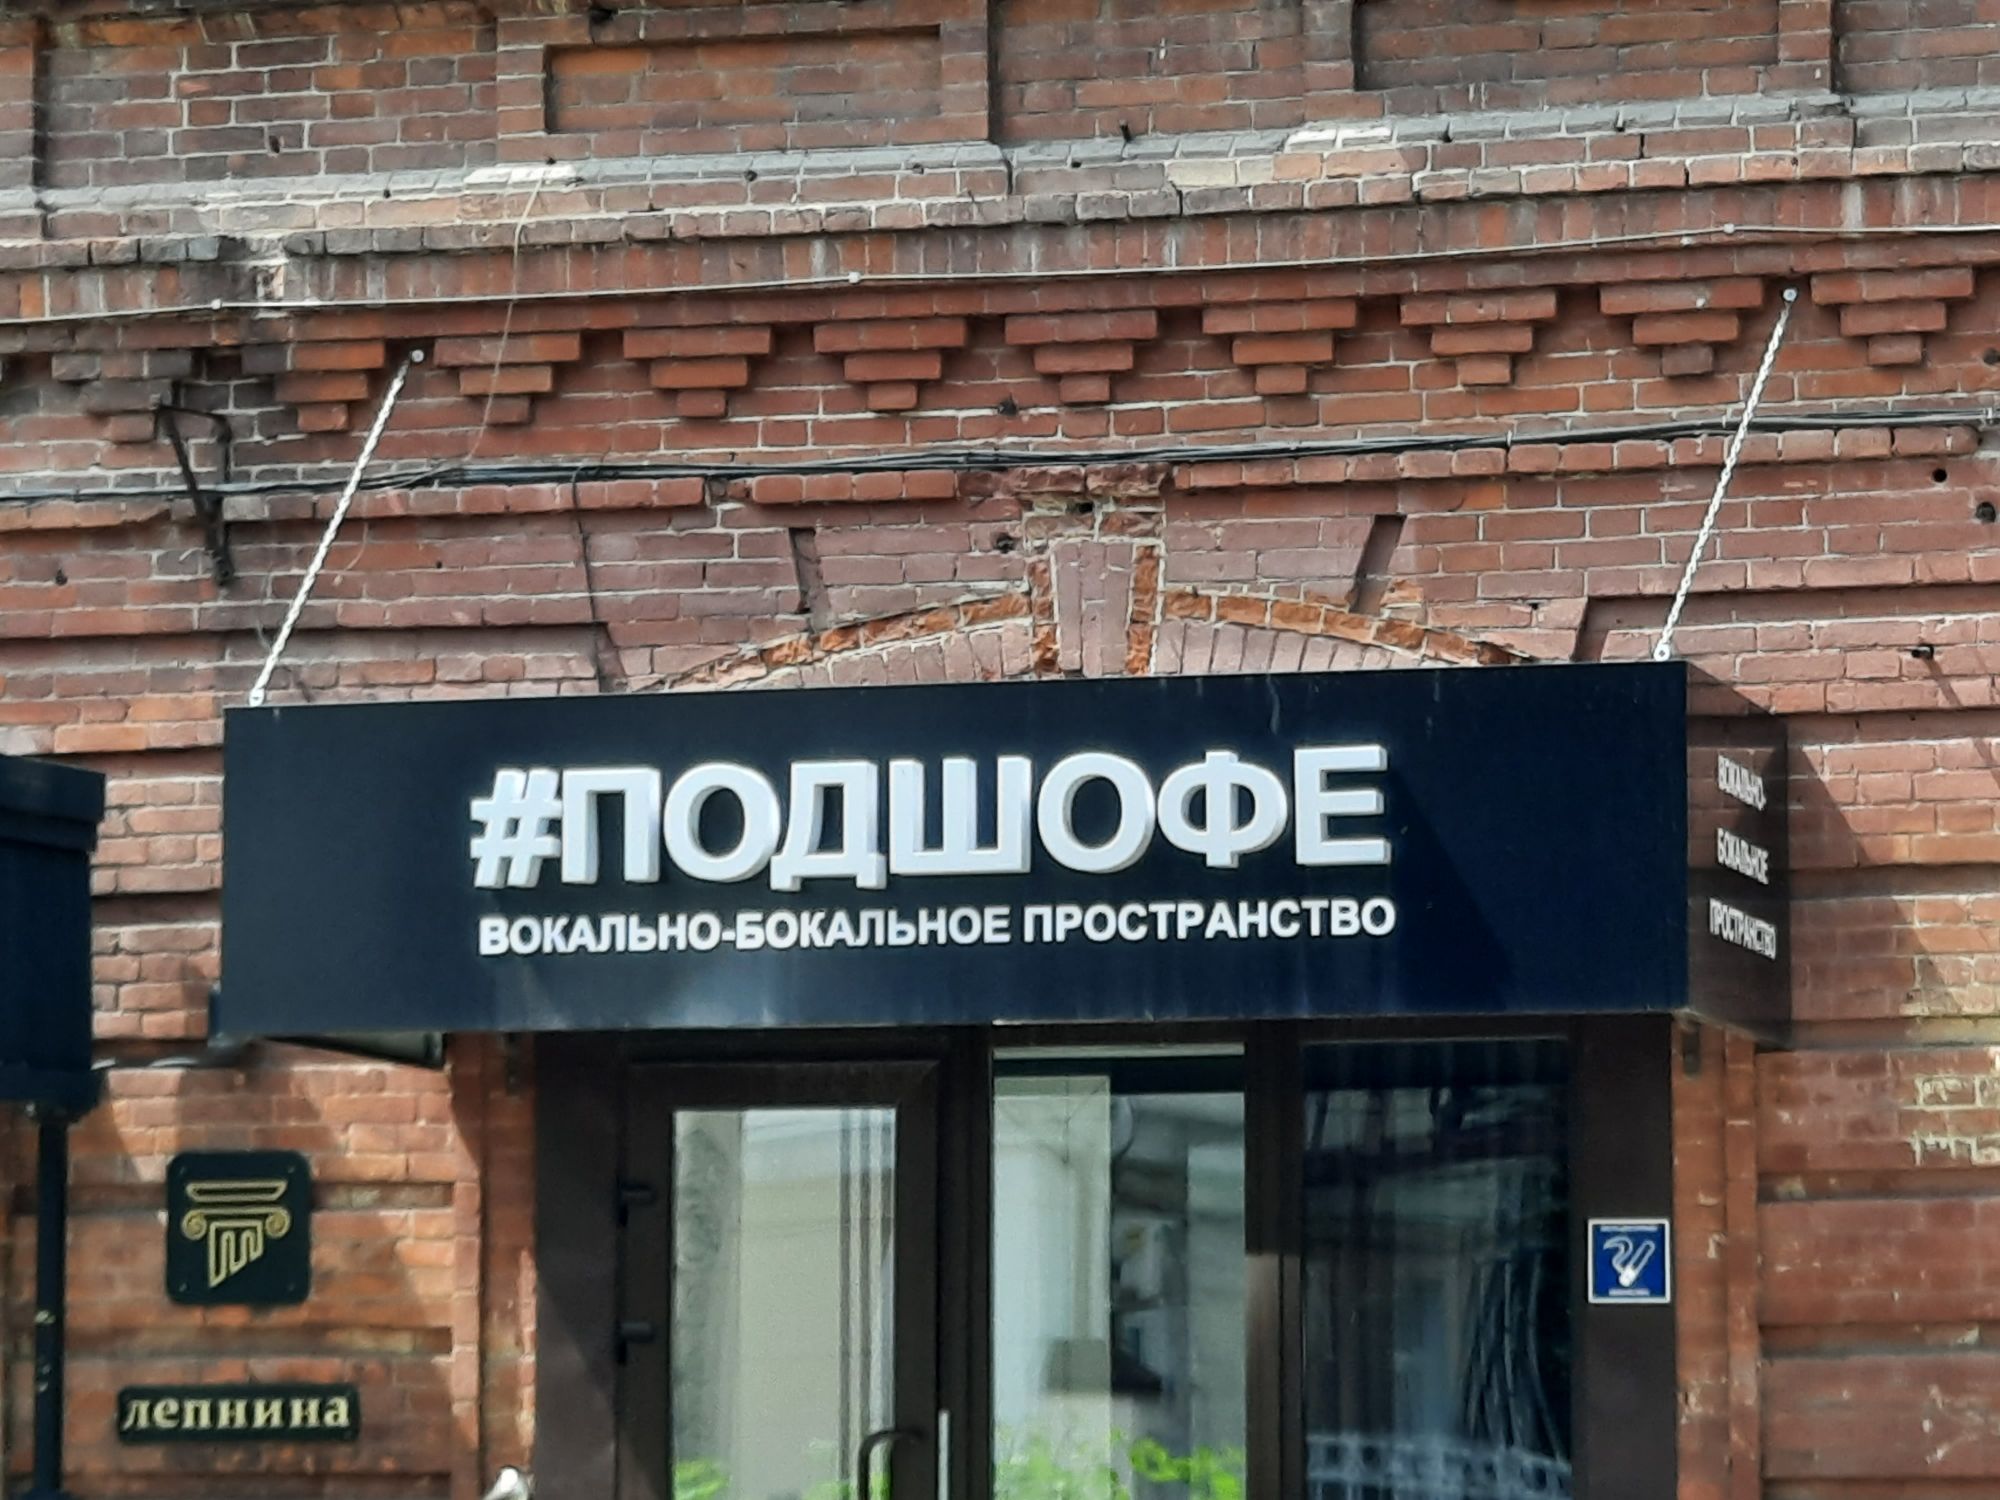 #ПОДШОФЕ
ВОКАЛЬНО-БОКАЛЬНОЕ ПРОСТРАНСТВО
ВОКАЛЬНО-
БОКАЛЬНОЕ
ПРОСТРАНСТВО
лепнина